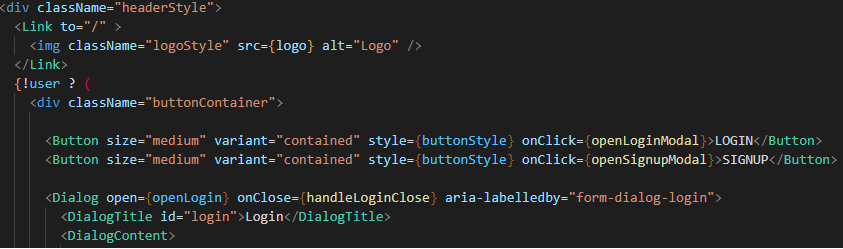 <div className="headerStyle">
<Link to="/" >
<img className="logoStyle" src={logo} alt="Logo" />
</Link>
{!user ? (
<div className="buttonContainer">
<Button size="medium" variant="contained" style={buttonStyle} onClick={openLoginModal}>LOGIN</Button>
<Button size="medium" variant="contained" style={buttonStyle} onClick={openSignupModal}>SIGNUP</Button>
<Dialog open={openLogin} onClose={handleLoginClose} aria-labelledby="form-dialog-login">
<DialogTitle id="login">Login</DialogTitle>
<DialogContent>